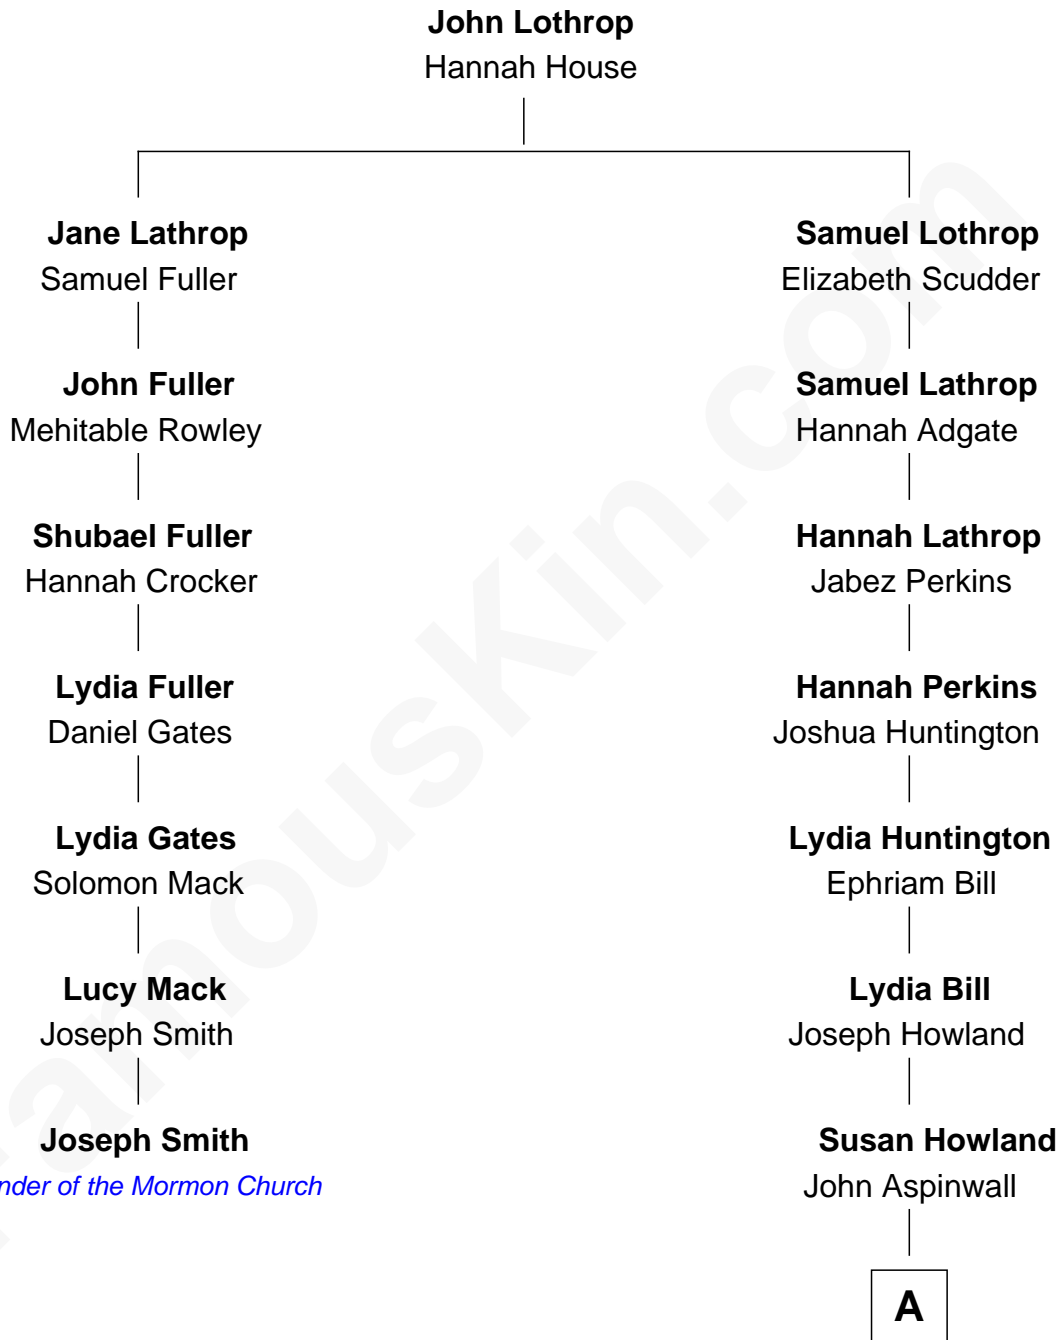 John Lothrop
Hannah House
Jane Lathrop
Samuel Fuller
John Fuller
Mehitable Rowley
Shubael Fuller
Hannah Crocker
Lydia Fuller
Daniel Gates
Lydia Gates
Solomon Mack
Lucy Mack
Joseph Smith
Joseph Smith
nder of the Mormon Church
Samuel Lothrop
Elizabeth Scudder
Samuel Lathrop
Hannah Adgate
Hannah Lathrop
Jabez Perkins
Hannah Perkins
Joshua Huntington
Lydia Huntington
Ephriam Bill
Lydia Bill
Joseph Howland
Susan Howland
John Aspinwall
A
FamousKin.com